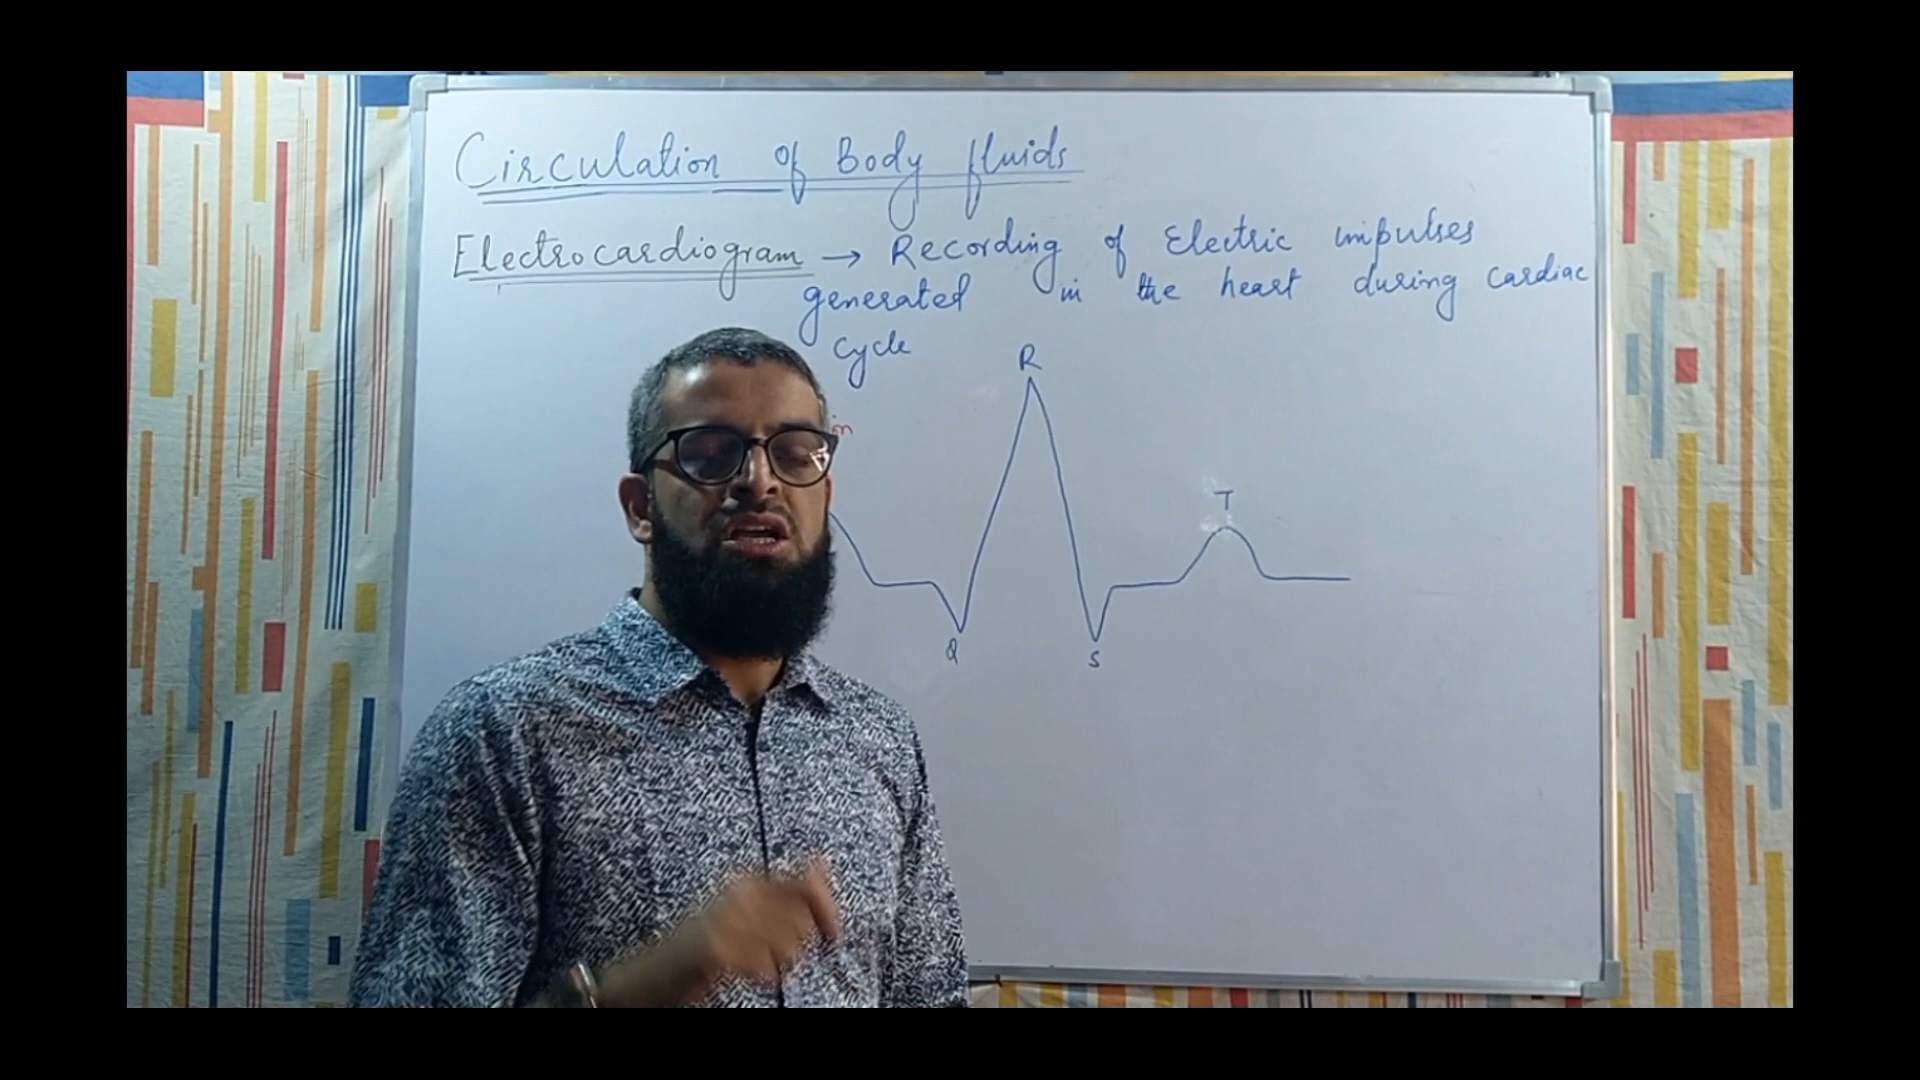 Circulation of Body fluids
Electrocardiogram → Recording of Electric impulses
generated in the heart during cardiac
cycle
R
T
Q
S